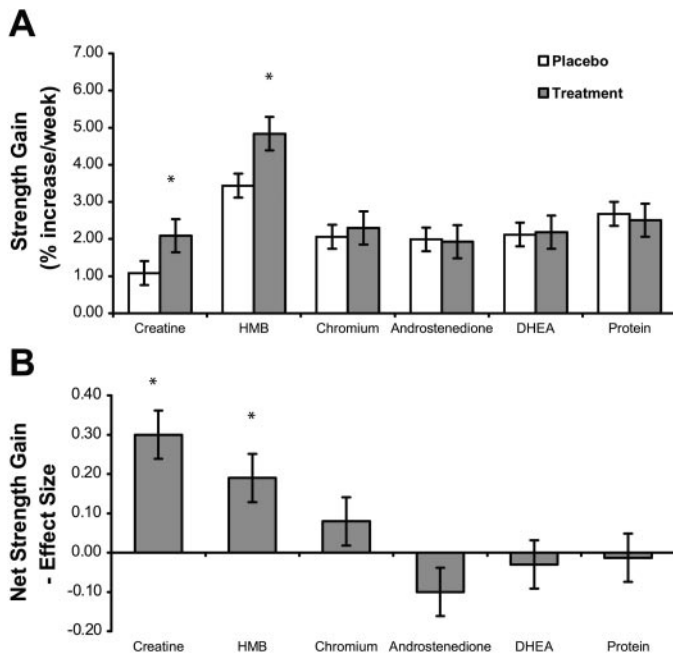 A
Strength Gain
(% increase/week)
7.00
6.00
5.00
4.00
3.00
2.00
1.00
0.00
*
*
Placebo
Treatment
Creatine HMB Chromium Androstenedione DHEA Protein
B
Net Strength Gain
- Effect Size
0.40
0.30
0.20
0.10
0.00
-0.10
-0.20
*
*
Creatine HMB Chromium Androstenedione DHEA Protein